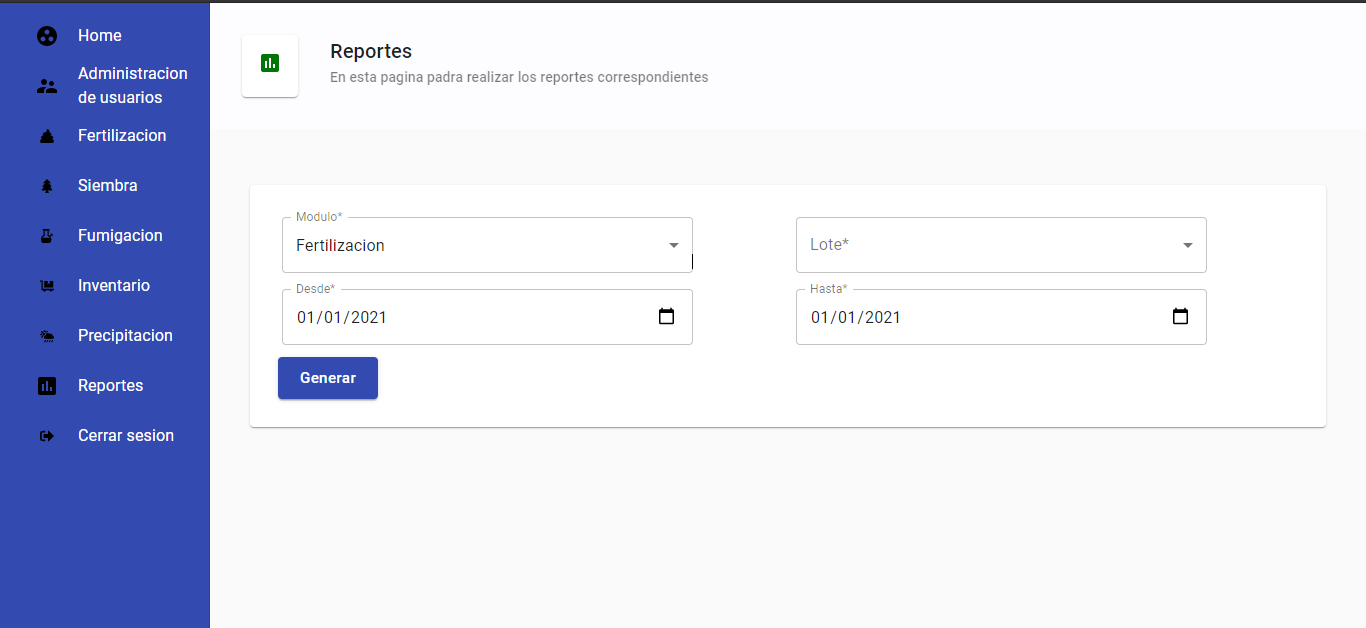 Home
Administracion
de usuarios
Fertilizacion
Siembra
Fumigacion
Inventario
Precipitacion
Reportes
Cerrar sesion
Reportes
En esta pagina padra realizar los reportes correspondientes
Modulo*
Fertilizacion
Lote*
Desde*
01/01/2021
Hasta*
01/01/2021
Generar